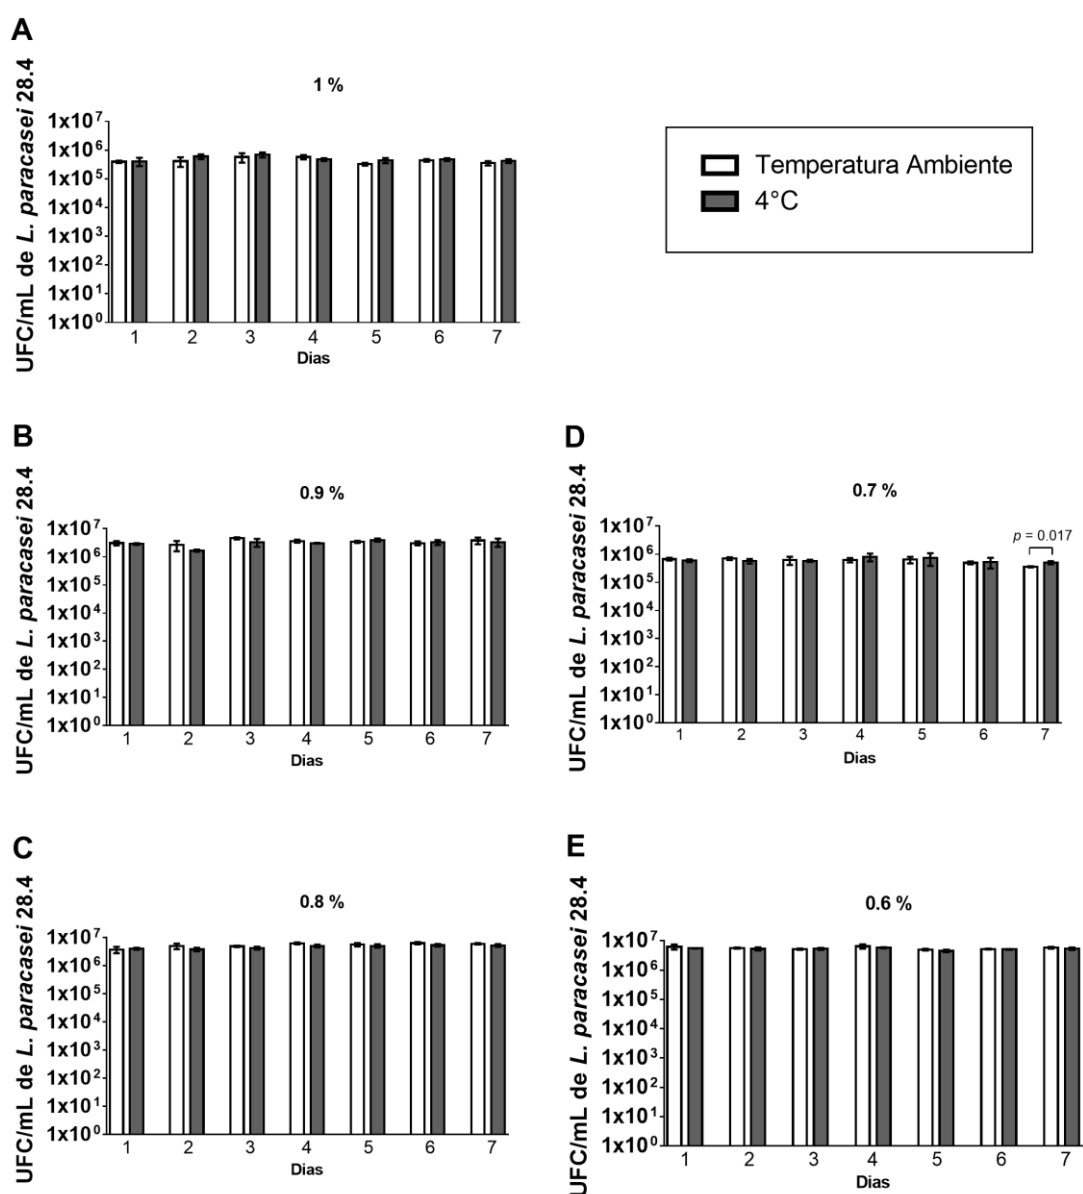 A
1 %
UFC/mL de L. paracasei 28.4
1x10⁷
1x10⁶
1x10⁵
1x10⁴
1x10³
1x10²
1x10¹
1x10⁰
1 2 3 4 5 6 7
Dias
Temperatura Ambiente
4°C
B
0.9 %
UFC/mL de L. paracasei 28.4
1x10⁷
1x10⁶
1x10⁵
1x10⁴
1x10³
1x10²
1x10¹
1x10⁰
1 2 3 4 5 6 7
Dias
D
0.7 %
UFC/mL de L. paracasei 28.4
1x10⁷
1x10⁶
1x10⁵
1x10⁴
1x10³
1x10²
1x10¹
1x10⁰
p = 0.017
1 2 3 4 5 6 7
Dias
C
0.8 %
UFC/mL de L. paracasei 28.4
1x10⁷
1x10⁶
1x10⁵
1x10⁴
1x10³
1x10²
1x10¹
1x10⁰
1 2 3 4 5 6 7
Dias
E
0.6 %
UFC/mL de L. paracasei 28.4
1x10⁷
1x10⁶
1x10⁵
1x10⁴
1x10³
1x10²
1x10¹
1x10⁰
1 2 3 4 5 6 7
Dias